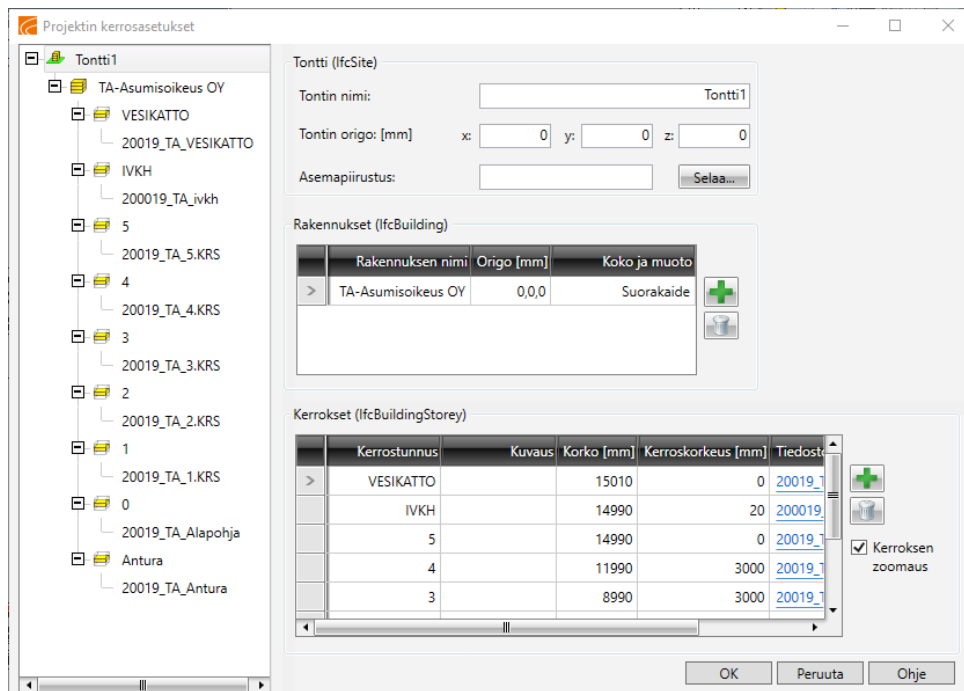 Projektin kerrosasetukset
Tontti1
TA-Asumisoikeus OY
VESIKATTO
20019_TA_VESIKATTO
IVKH
200019_TA_ivkh
5
20019_TA_5.KRS
4
20019_TA_4.KRS
3
20019_TA_3.KRS
2
20019_TA_2.KRS
1
20019_TA_1.KRS
0
20019_TA_Alapohja
Antura
20019_TA_Antura
Tontti (IfcSite)
Tontin nimi: Tontti1
Tontin origo: [mm] x: 0 y: 0 z: 0
Asemapiirustus: Selaa...
Rakennukset (IfcBuilding)
Rakennuksen nimi Origo [mm] Koko ja muoto
TA-Asumisoikeus OY 0,0,0 Suorakaide
Kerrokset (IfcBuildingStorey)
Kerrostunnus Kuvaus Korko [mm] Kerroskorkeus [mm]
VESIKATTO 15010 0
IVKH 14990 20
5 14990 0
4 11990 3000
3 8990 3000
Kerroksen
zoomaus
OK Peruuta Ohje